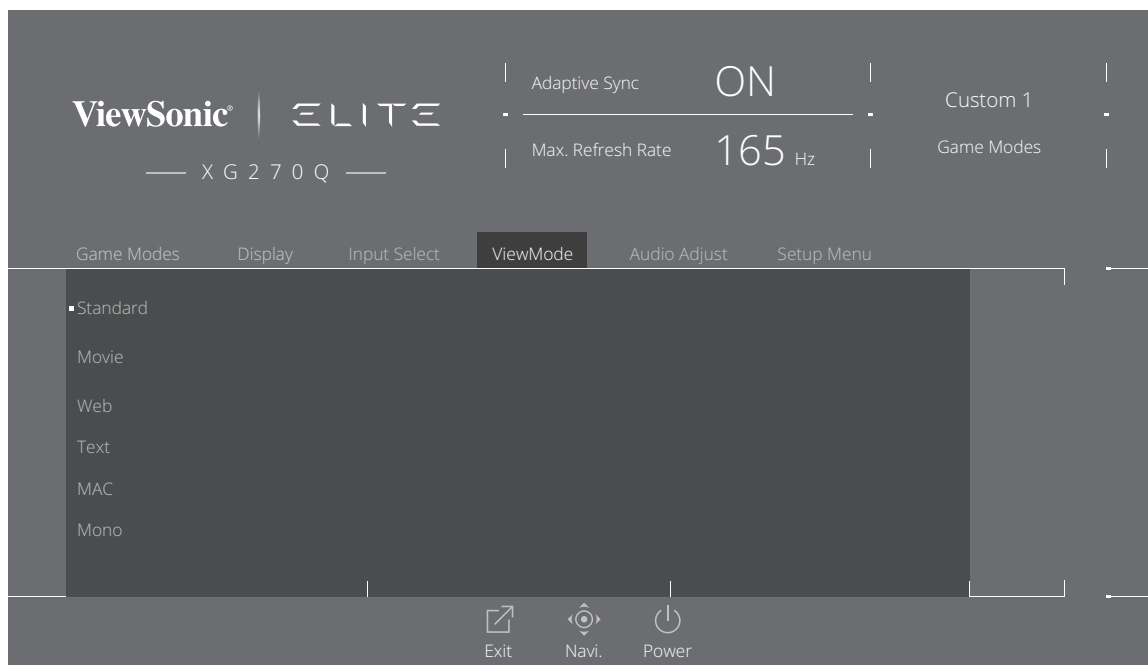 ViewSonic® ELITE
XG270Q
Adaptive Sync ON
Max. Refresh Rate 165 Hz
Custom 1
Game Modes
Game Modes Display Input Select ViewMode Audio Adjust Setup Menu
Standard
Movie
Web
Text
MAC
Mono
Exit Navi. Power